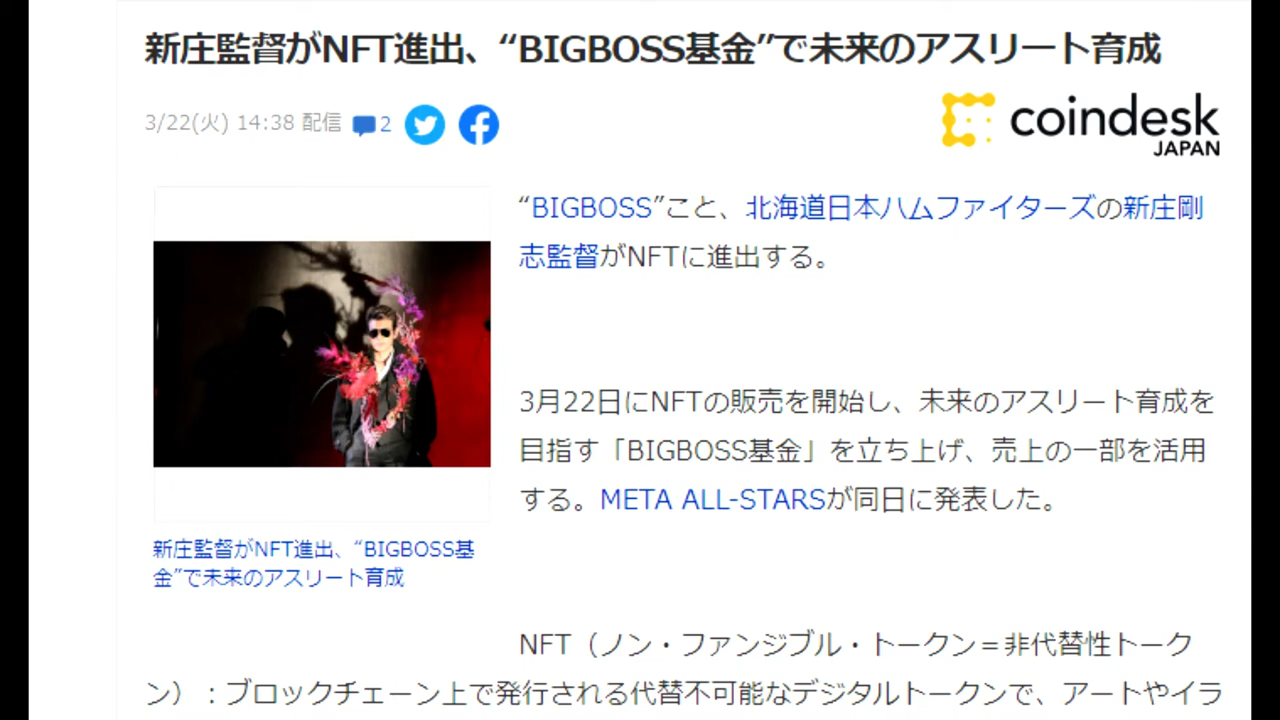 新庄監督がNFT進出、“BIGBOSS基金”で未来のアスリート育成
3/22(火) 14:38 配信 2
coindesk
JAPAN
“BIGBOSS”こと、北海道日本ハムファイターズの新庄剛
志監督がNFTに進出する。
3月22日にNFTの販売を開始し、未来のアスリート育成を
目指す「BIGBOSS基金」を立ち上げ、売上の一部を活用
する。META ALL-STARSが同日に発表した。
新庄監督がNFT進出、“BIGBOSS基
金”で未来のアスリート育成
NFT（ノン・ファンジブル・トークン＝非代替性トーク
ン）：ブロックチェーン上で発行される代替不可能なデジタルトークンで、アートやイラ